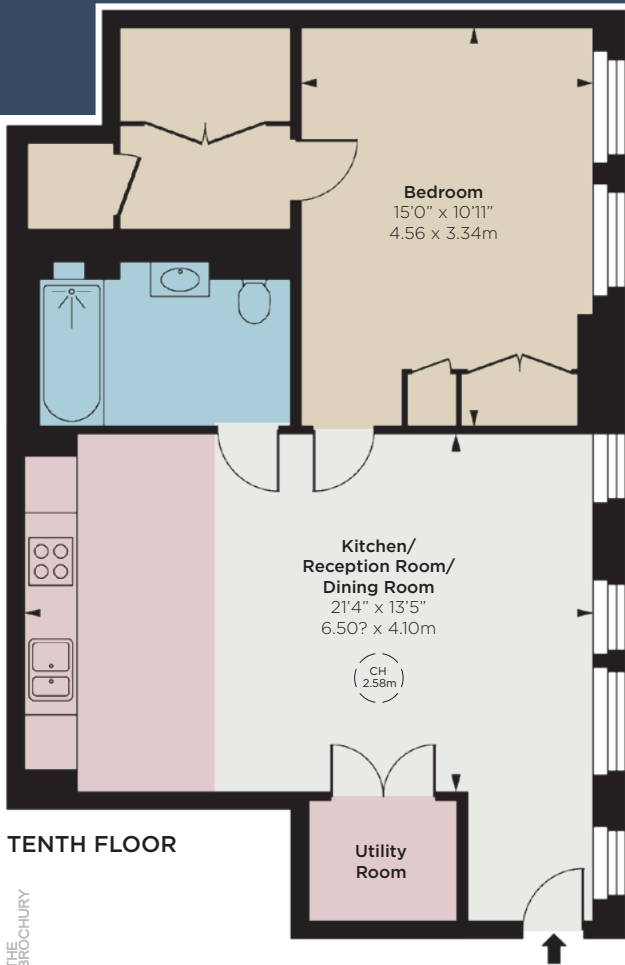 Bedroom
15'0” x 10'11”
4.56 x 3.34m
Kitchen/
Reception Room/
Dining Room
21'4” x 13'5”
6.50? x 4.10m
CH
2.58m
Utility
Room
TENTH FLOOR
THE
BROCHURY